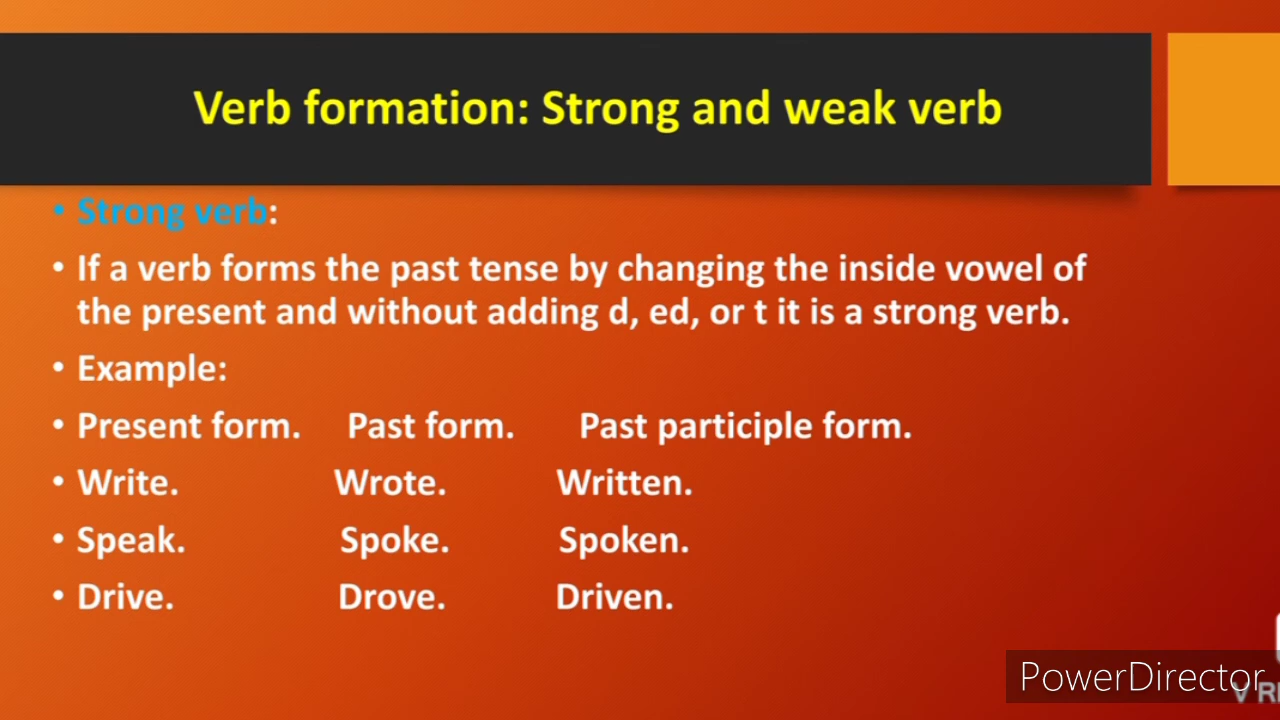 Verb formation: Strong and weak verb
• Strong verb:
• If a verb forms the past tense by changing the inside vowel of
the present and without adding d, ed, or t it is a strong verb.
• Example:
• Present form. Past form. Past participle form.
• Write. Wrote. Written.
• Speak. Spoke. Spoken.
• Drive. Drove. Driven.
PowerDirector